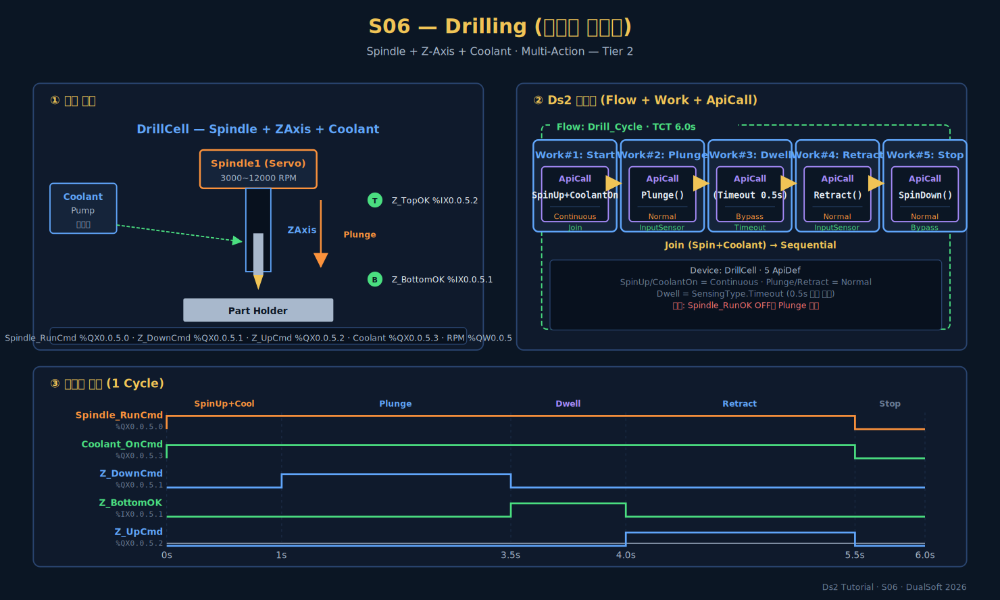 S06 — Drilling ( )
Spindle + Z-Axis + Coolant · Multi-Action — Tier 2
①
DrillCell — Spindle + ZAxis + Coolant
Spindle1 (Servo)
3000~12000 RPM
Coolant
Pump
ZAxis
Plunge
T
Z_TopOK %IX0.0.5.2
B
Z_BottomOK %IX0.0.5.1
Part Holder
Spindle_RunCmd %QX0.0.5.0 · Z_DownCmd %QX0.0.5.1 · Z_UpCmd %QX0.0.5.2 · Coolant %QX0.0.5.3 · RPM %QW0.0.5
② Ds2 (Flow + Work + ApiCall)
Flow: Drill_Cycle · TCT 6.0s
Work#1: Start
ApiCall
SpinUp+CoolantOn
Continuous
Join
Work#2: Plunge
ApiCall
Plunge()
Normal
InputSensor
Work#3: Dwell
ApiCall
(Timeout 0.5s)
Bypass
Timeout
Work#4: Retract
ApiCall
Retract()
Normal
InputSensor
Work#5: Stop
ApiCall
SpinDown()
Normal
Bypass
Join (Spin+Coolant) → Sequential
Device: DrillCell · 5 ApiDef
SpinUp/CoolantOn = Continuous · Plunge/Retract = Normal
Dwell = SensingType.Timeout (0.5s )
: Spindle_RunOK OFF Plunge
③ (1 Cycle)
SpinUp+Cool
Plunge
Dwell
Retract
Stop
Spindle_RunCmd
%QX0.0.5.0
Coolant_OnCmd
%QX0.0.5.3
Z_DownCmd
%QX0.0.5.1
Z_BottomOK
%IX0.0.5.1
Z_UpCmd
%QX0.0.5.2
0s
1s
3.5s
4.0s
5.5s
6.0s
Ds2 Tutorial · S06 · DualSoft 2026